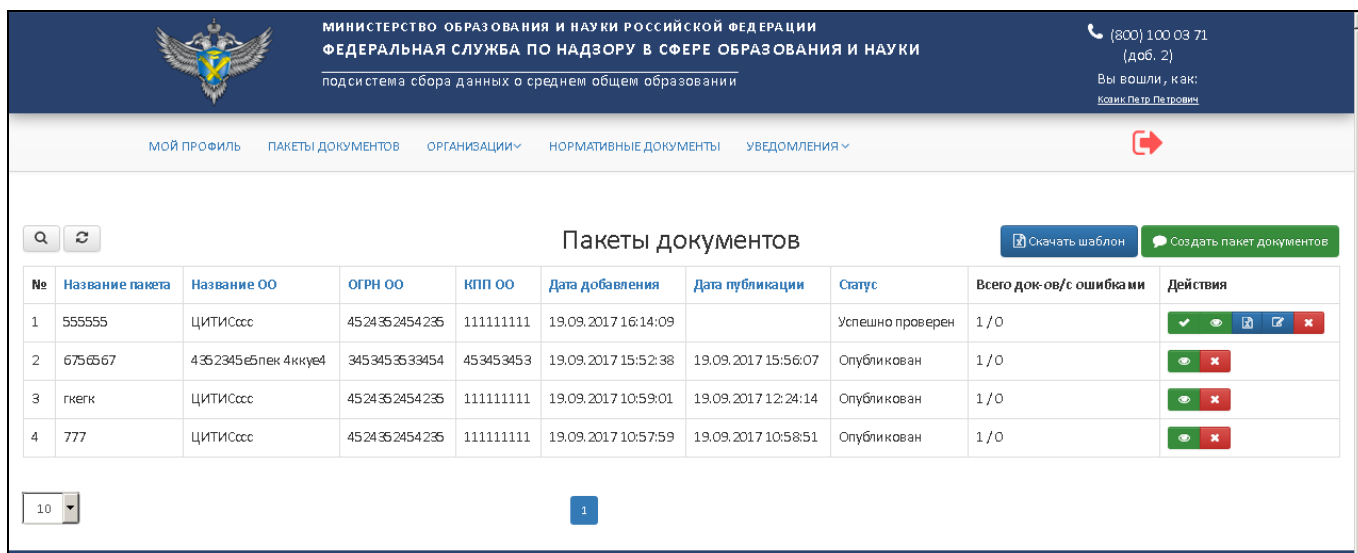 МИНИСТЕРСТВО ОБРАЗОВАНИЯ И НАУКИ РОССИЙСКОЙ ФЕДЕРАЦИИ
ФЕДЕРАЛЬНАЯ СЛУЖБА ПО НАДЗОРУ В СФЕРЕ ОБРАЗОВАНИЯ И НАУКИ
подсистема сбора данных о среднем общем образовании
(800) 100 03 71
(доб. 2)
Вы вошли, как:
Козик Петр Петрович
МОЙ ПРОФИЛЬ ПАКЕТЫ ДОКУМЕНТОВ ОРГАНИЗАЦИИ НОРМАТИВНЫЕ ДОКУМЕНТЫ УВЕДОМЛЕНИЯ
Пакеты документов Скачать шаблон Создать пакет документов
№ Название пакета Название ОО ОГРН ОО КПП ОО Дата добавления Дата публикации Статус Всего док-ов/с ошибками Действия
1 555555 ЦИТИСссс 4524352454235 111111111 19.09.2017 16:14:09 Успешно проверен 1 / 0
2 6756567 4352345е5пек 4ккуе4 3453453533454 453453453 19.09.2017 15:52:38 19.09.2017 15:56:07 Опубликован 1 / 0
3 гкегк ЦИТИСссс 4524352454235 111111111 19.09.2017 10:59:01 19.09.2017 12:24:14 Опубликован 1 / 0
4 777 ЦИТИСссс 4524352454235 111111111 19.09.2017 10:57:59 19.09.2017 10:58:51 Опубликован 1 / 0
10 1